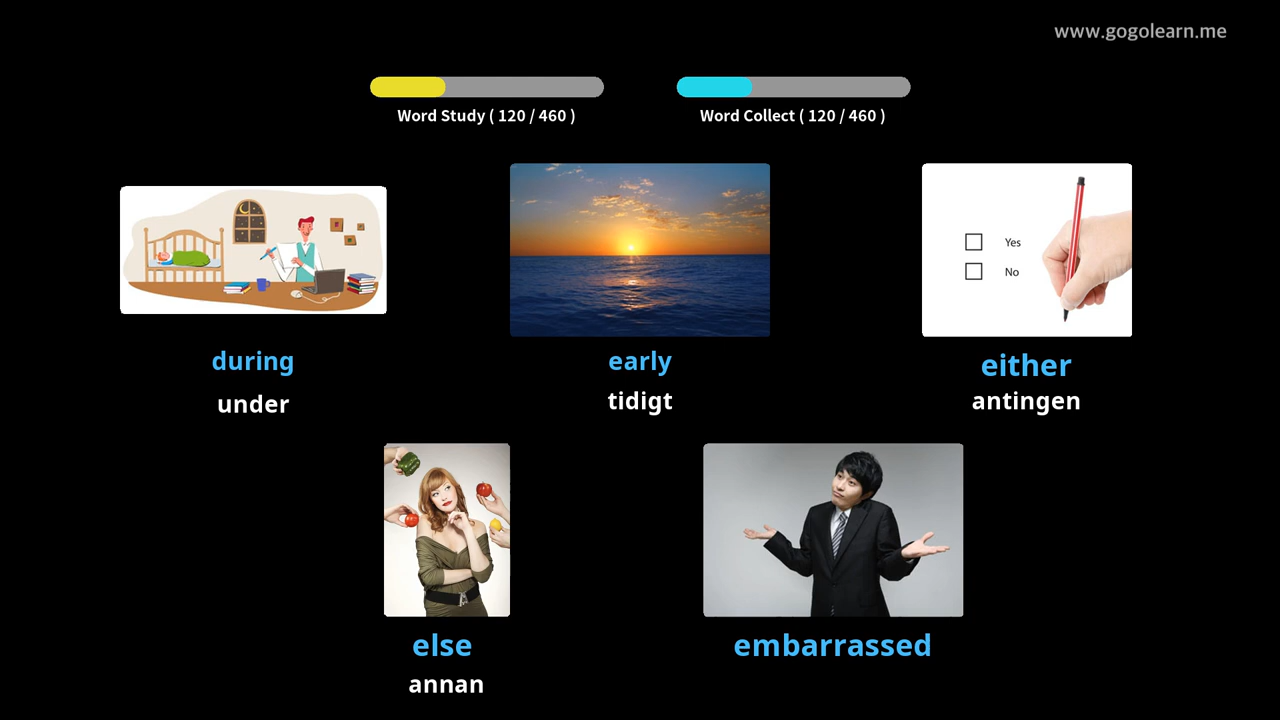 www.gogolearn.me
Word Study ( 120 / 460 )
Word Collect ( 120 / 460 )
Yes
No
during
early
either
under
tidigt
antingen
else
embarrassed
annan